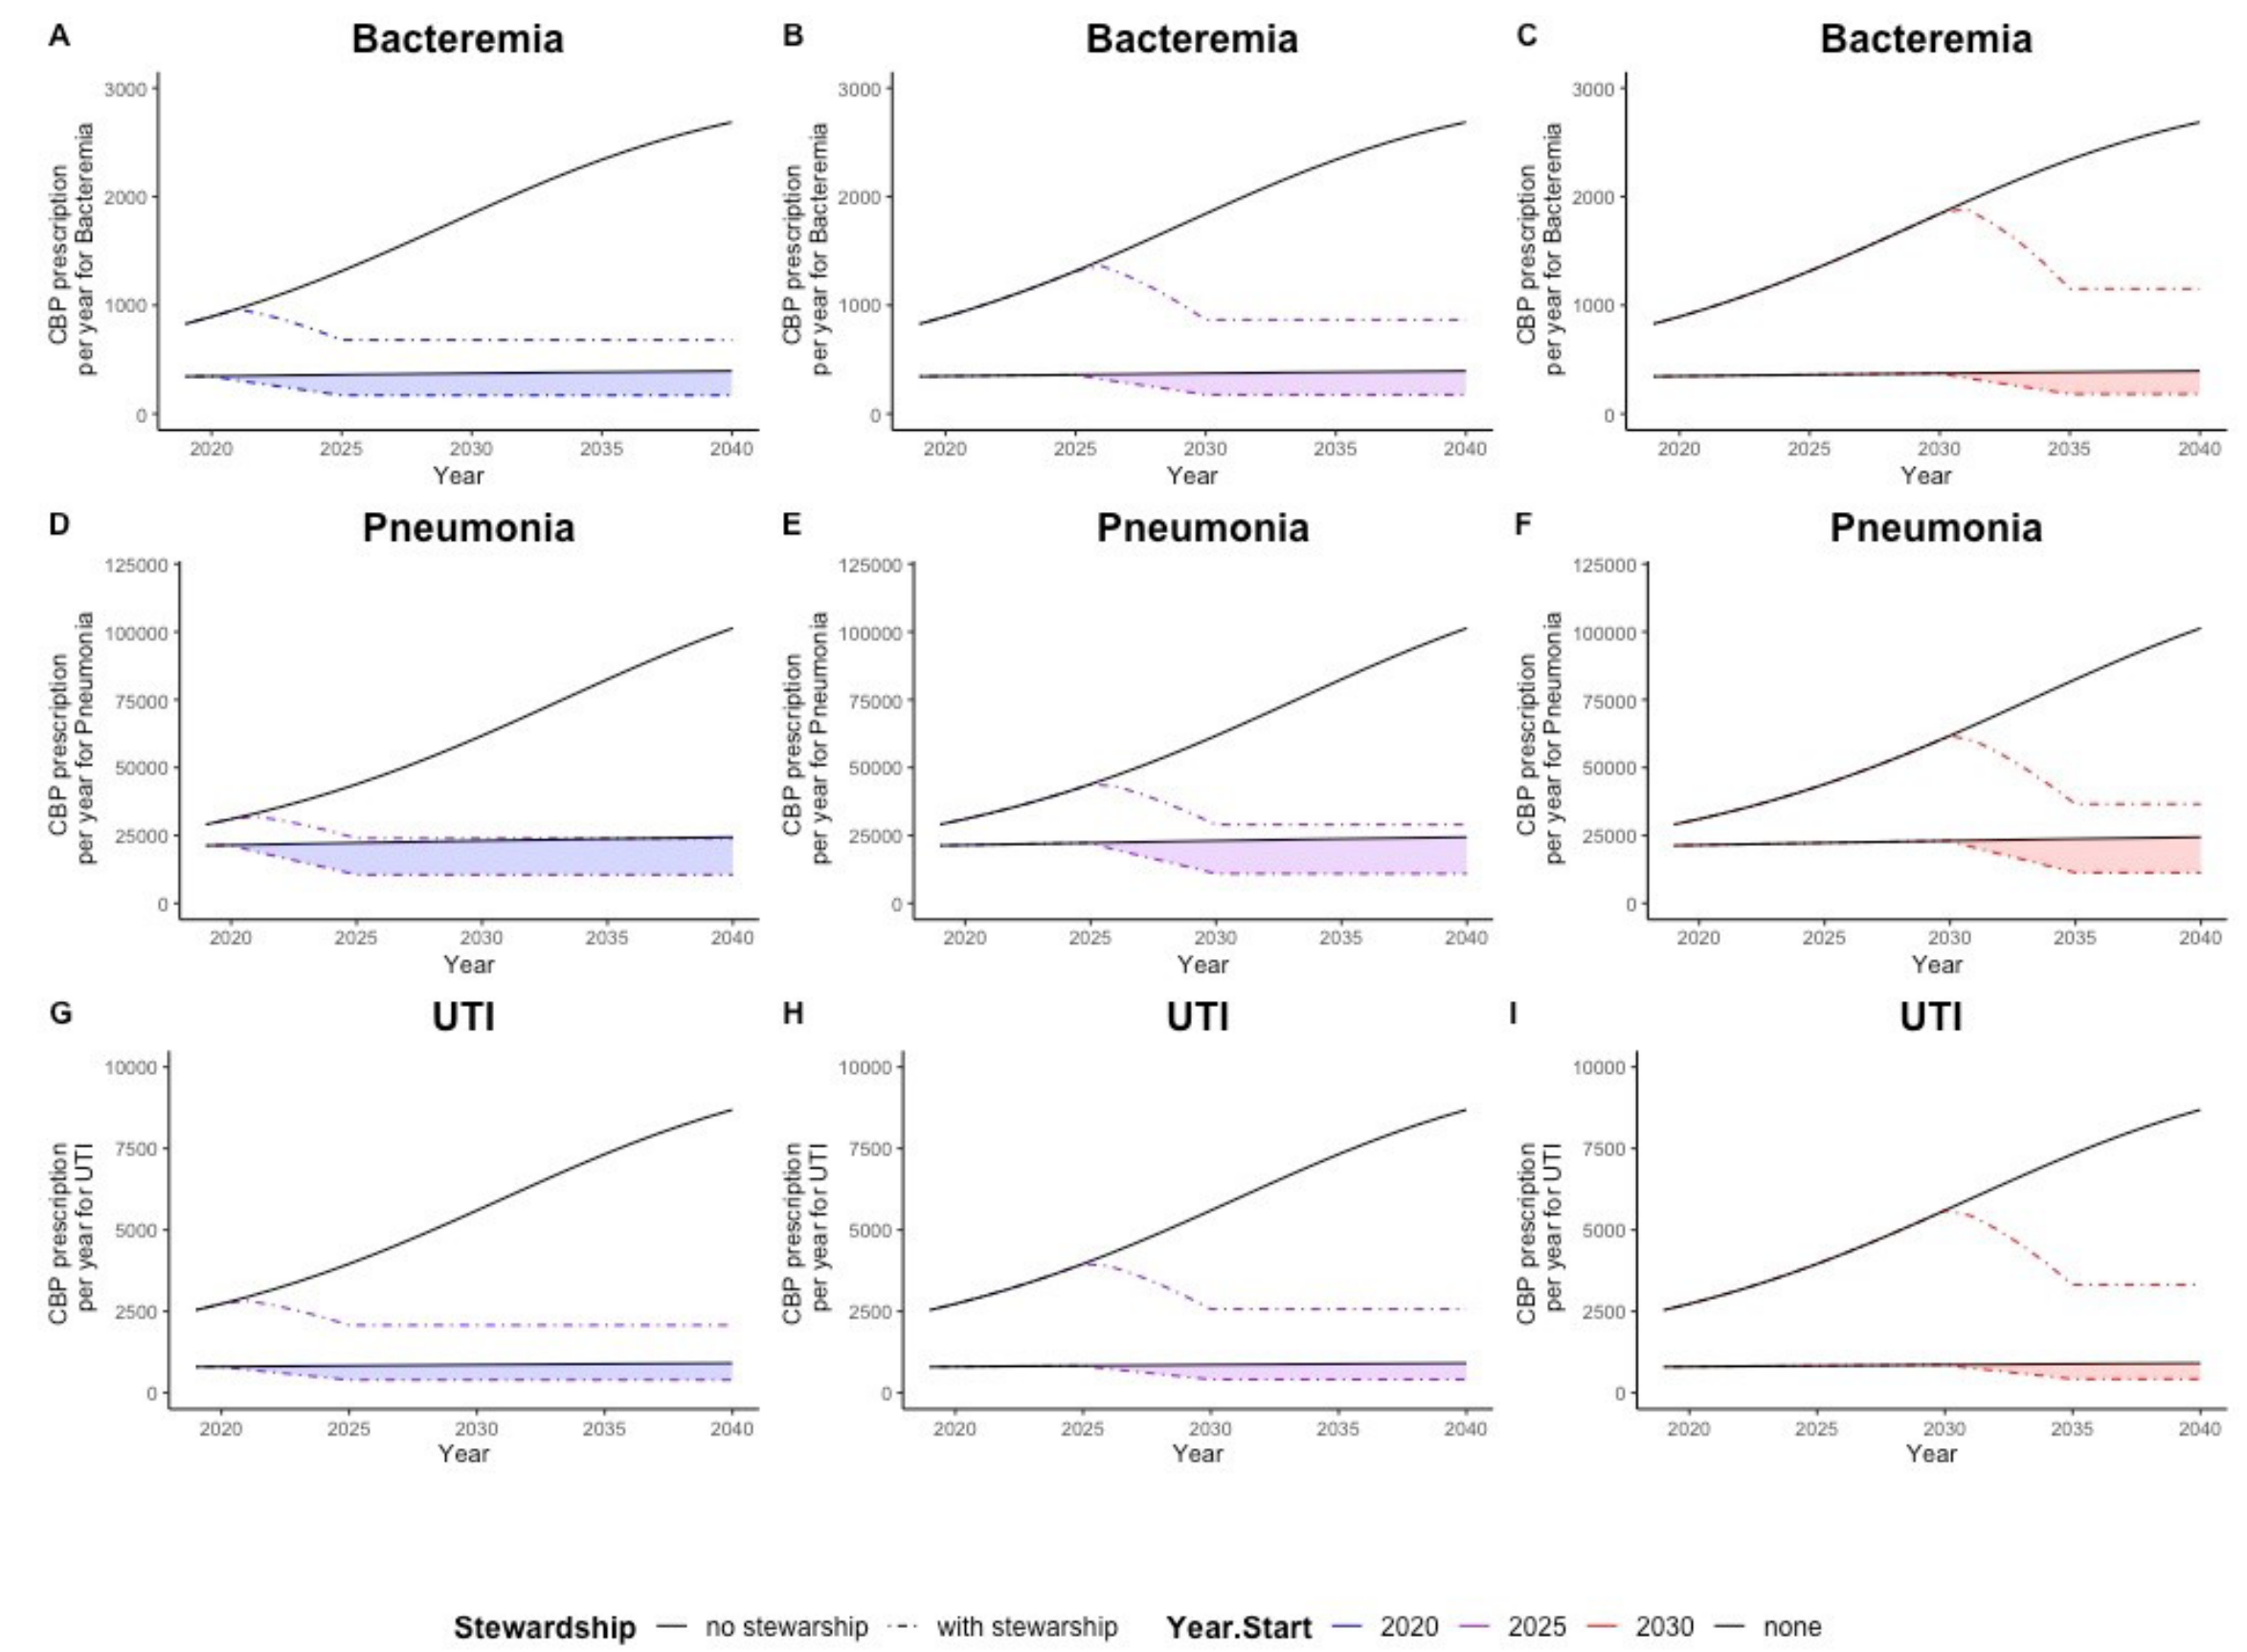 A Bacteremia
CBP prescription
per year for Bacteremia
3000
2000
1000
0
2020 2025 2030 2035 2040
Year
B Bacteremia
CBP prescription
per year for Bacteremia
3000
2000
1000
0
2020 2025 2030 2035 2040
Year
C Bacteremia
CBP prescription
per year for Bacteremia
3000
2000
1000
0
2020 2025 2030 2035 2040
Year
D Pneumonia
CBP prescription
per year for Pneumonia
125000
100000
75000
50000
25000
0
2020 2025 2030 2035 2040
Year
E Pneumonia
CBP prescription
per year for Pneumonia
125000
100000
75000
50000
25000
0
2020 2025 2030 2035 2040
Year
F Pneumonia
CBP prescription
per year for Pneumonia
125000
100000
75000
50000
25000
0
2020 2025 2030 2035 2040
Year
G UTI
CBP prescription
per year for UTI
10000
7500
5000
2500
0
2020 2025 2030 2035 2040
Year
H UTI
CBP prescription
per year for UTI
10000
7500
5000
2500
0
2020 2025 2030 2035 2040
Year
I UTI
CBP prescription
per year for UTI
10000
7500
5000
2500
0
2020 2025 2030 2035 2040
Year
Stewardship no stewarship with stewarship Year.Start 2020 2025 2030 none